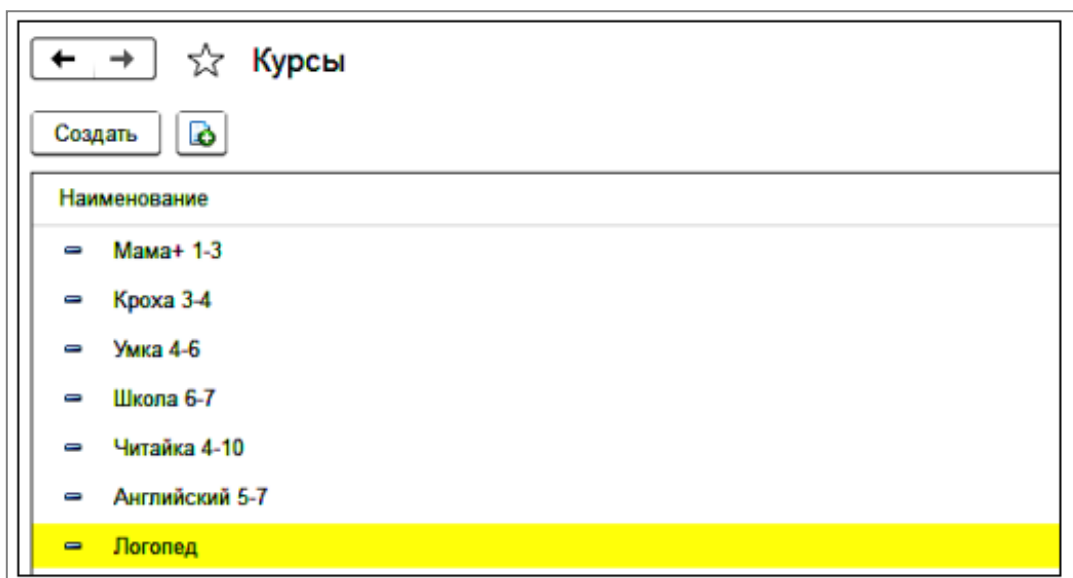 Курсы
Создать
Наименование
Мама+ 1-3
Кроха 3-4
Умка 4-6
Школа 6-7
Читайка 4-10
Английский 5-7
Логопед